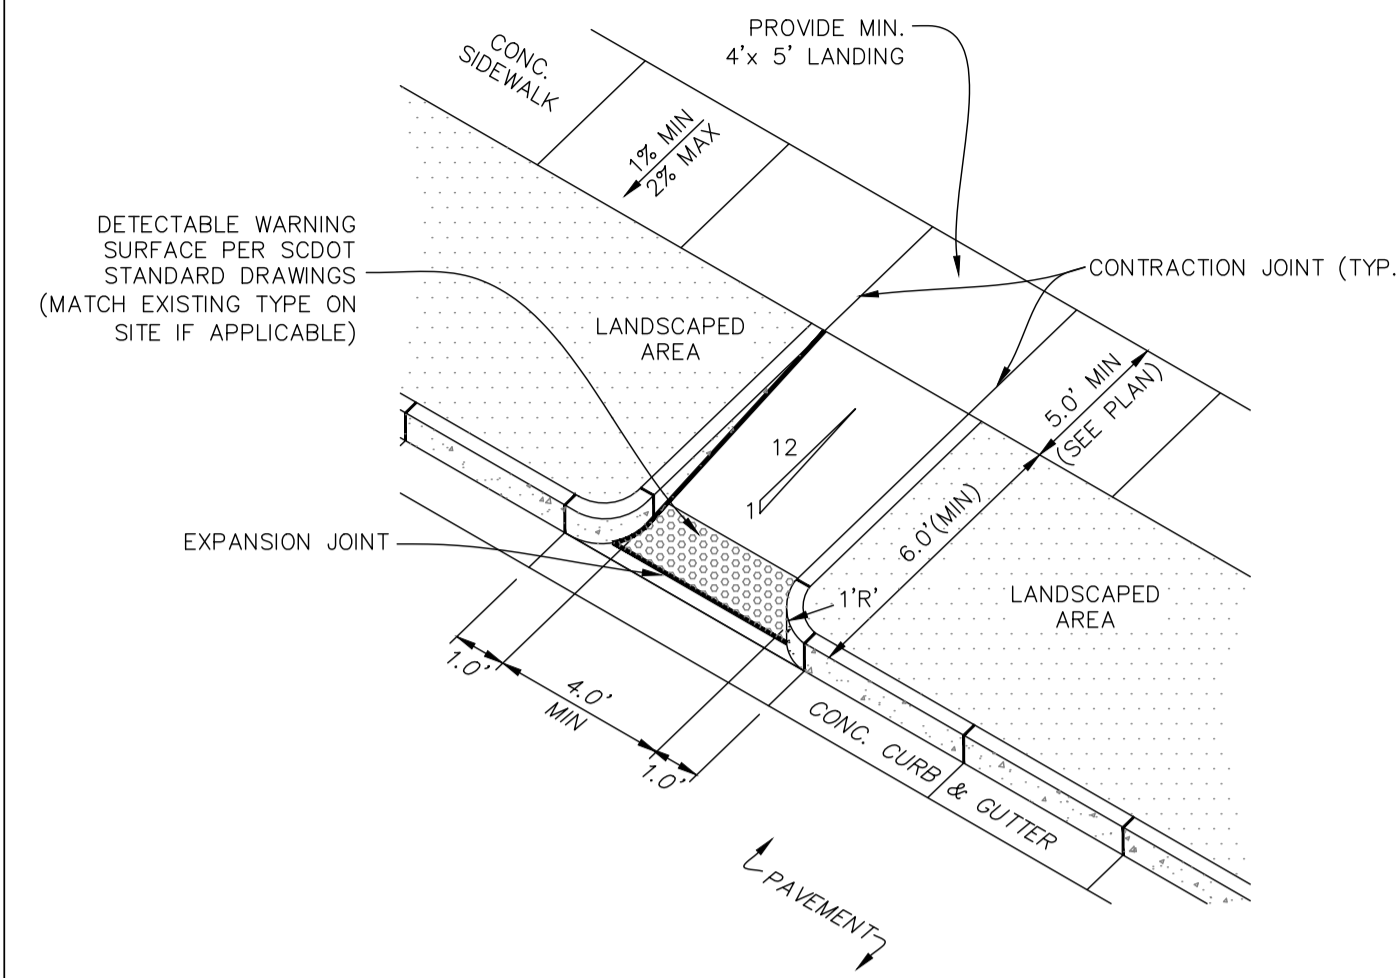 PROVIDE MIN.
4'x 5' LANDING
CONC.
SIDEWALK
1% MIN
2% MAX
DETECTABLE WARNING
SURFACE PER SCDOT
STANDARD DRAWINGS
(MATCH EXISTING TYPE ON
SITE IF APPLICABLE)
CONTRACTION JOINT (TYP.
LANDSCAPED
AREA
5.0' MIN
(SEE PLAN)
12
1
6.0'(MIN)
EXPANSION JOINT
1'R'
LANDSCAPED
AREA
1.0'
4.0'
MIN
1.0'
CONC. CURB & GUTTER
PAVEMENT